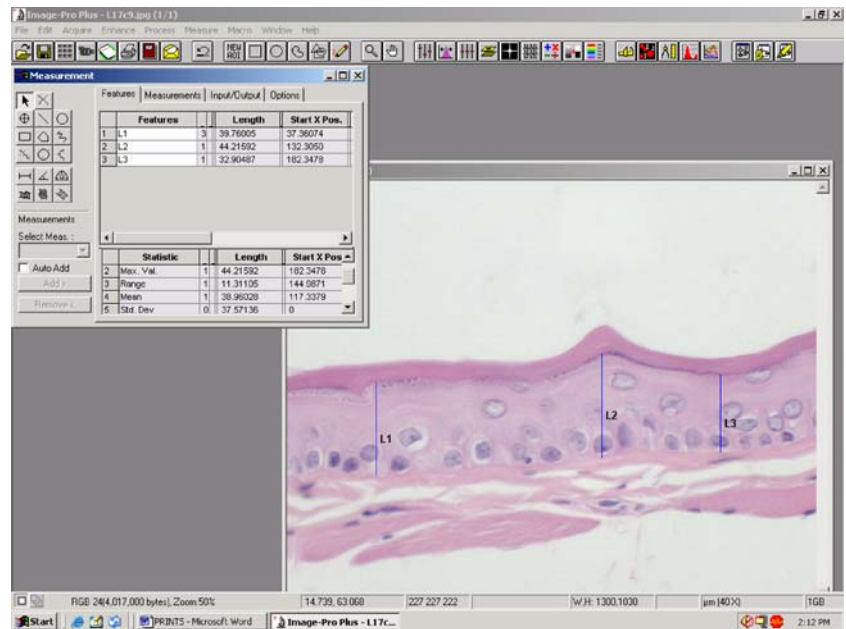 Image-Pro Plus - L17c9.jpg (1/1)
File Edit Acquire Enhance Process Measure Macro Window Help
NEW AOI
Measurement
Features Measurements Input/Output Options
Features Length Start X Pos.
1 L1 3 39.76005 37.36074
2 L2 1 44.21592 132.3050
3 L3 1 32.90487 182.3478
Measurements
Select Meas. :
Auto Add
Add >
Remove <
Statistic Length Start X Pos
2 Max. Val. 1 44.21592 182.3478
3 Range 1 11.31105 144.9871
4 Mean 1 38.96028 117.3379
5 Std. Dev 0 37.57136 0
L1
L2
L3
RGB 24(4,017,000 bytes), Zoom 50% 14.739, 63.068 227 227 222 W,H: 1300,1030 µm (40X) 1GB
Start PRINTS - Microsoft Word Image-Pro Plus - L17c... 2:12 PM